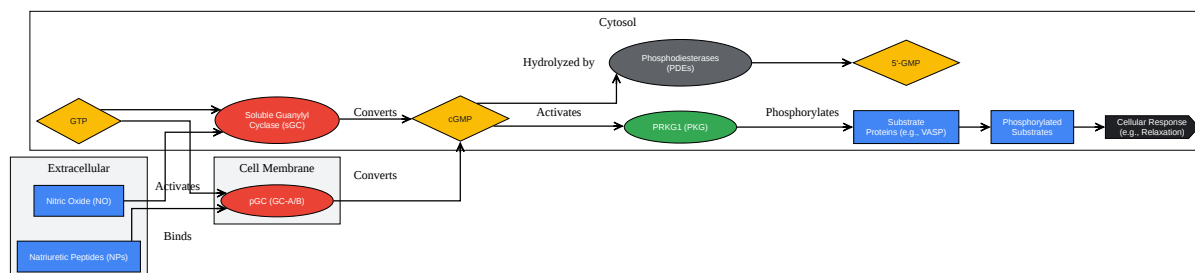 Cytosol
Phosphodiesterases
(PDEs)
Hydrolyzed by
5'-GMP
GTP
Soluble Guanylyl
Cyclase (sGC)
Converts
cGMP
Activates
PRKG1 (PKG)
Phosphorylates
Substrate
Proteins (e.g., VASP)
Phosphorylated
Substrates
Cellular Response
(e.g., Relaxation)
Extracellular
Cell Membrane
Converts
Activates
Nitric Oxide (NO)
pGC (GC-A/B)
Binds
Natriuretic Peptides (NPs)